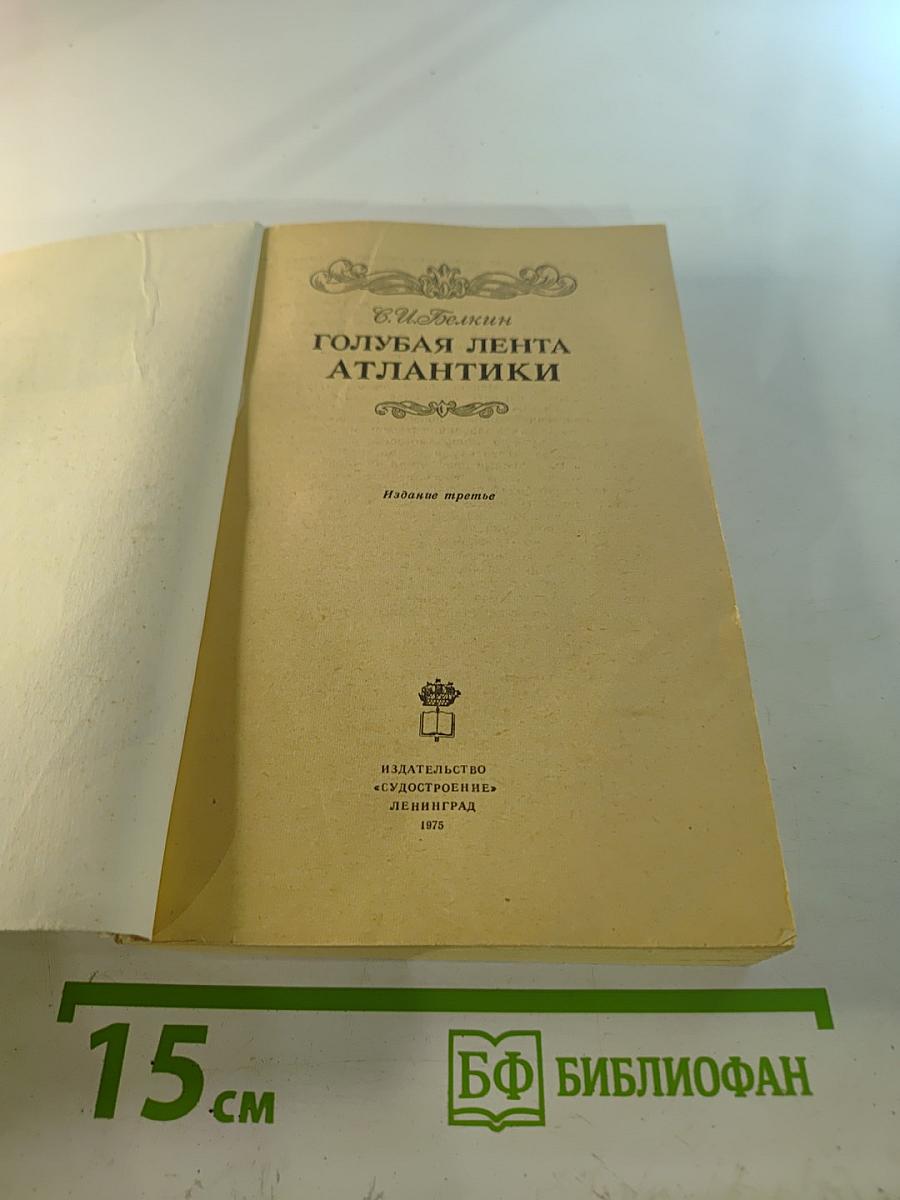 С.И.Белкин
ГОЛУБАЯ ЛЕНТА
АТЛАНТИКИ
Издание третье
ИЗДАТЕЛЬСТВО
«СУДОСТРОЕНИЕ»
ЛЕНИНГРАД
1975
15 см
БФ БИБЛИОФАН